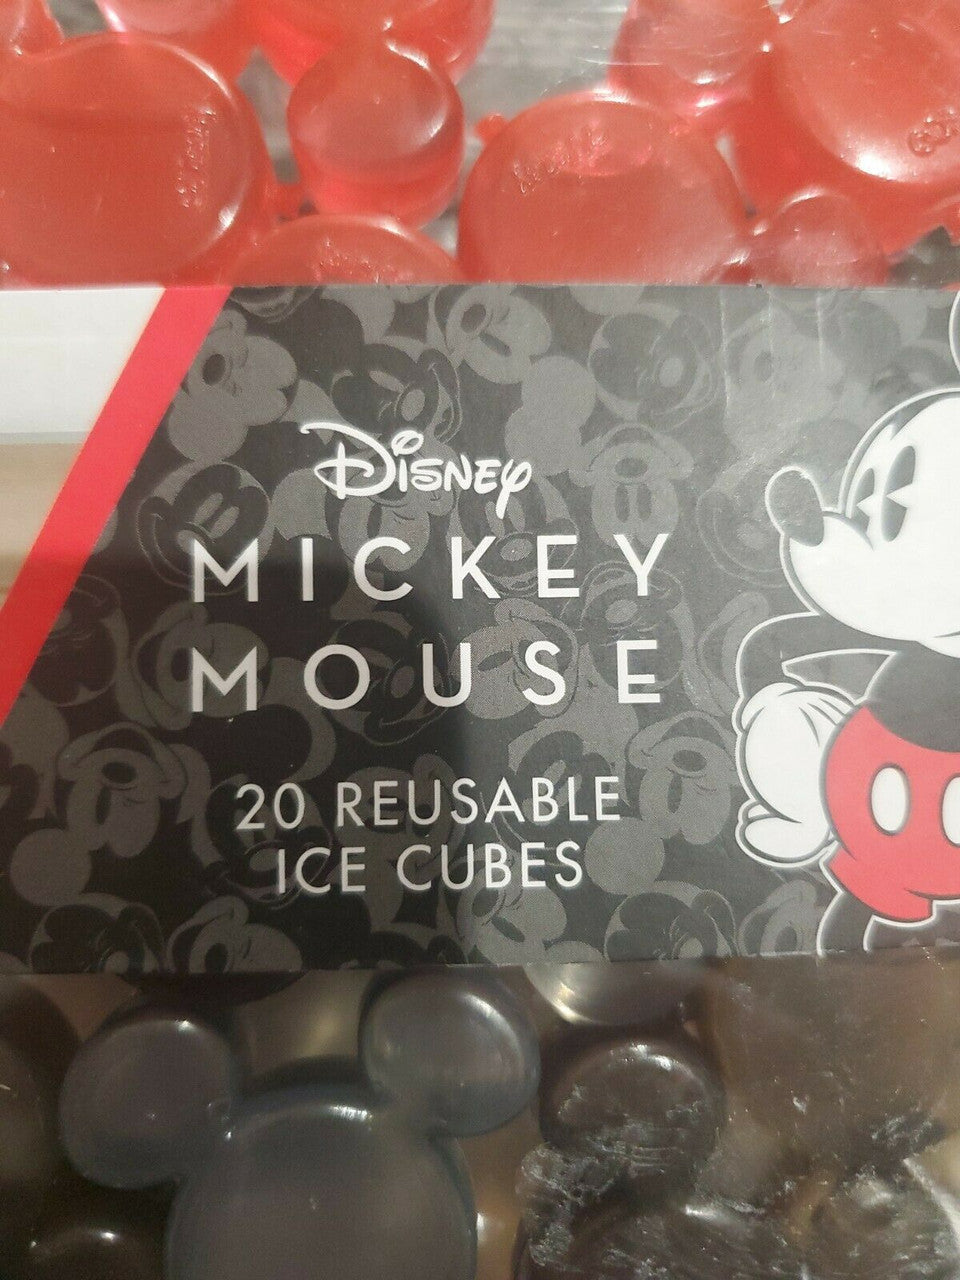 Disney
MICKEY
MOUSE
20 REUSABLE
ICE CUBES